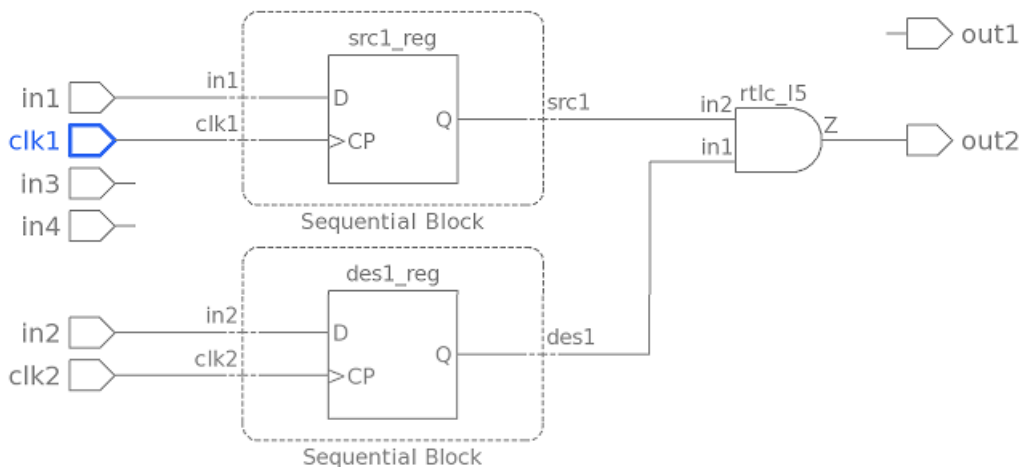 src1_reg
out1
in1
in1
D
clk1
clk1
CP
Q
src1
in2
rtlc_I5
in1
Z
out2
in3
in4
Sequential Block
des1_reg
in2
in2
D
clk2
clk2
CP
Q
des1
Sequential Block